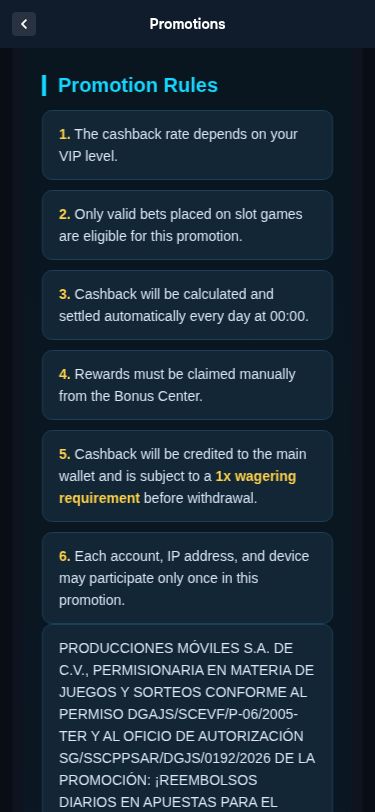 Promotions
Promotion Rules
1. The cashback rate depends on your
VIP level.
2. Only valid bets placed on slot games
are eligible for this promotion.
3. Cashback will be calculated and
settled automatically every day at 00:00.
4. Rewards must be claimed manually
from the Bonus Center.
5. Cashback will be credited to the main
wallet and is subject to a 1x wagering
requirement before withdrawal.
6. Each account, IP address, and device
may participate only once in this
promotion.
PRODUCCIONES MÓVILES S.A. DE
C.V., PERMISIONARIA EN MATERIA DE
JUEGOS Y SORTEOS CONFORME AL
PERMISO DGAJS/SCEVF/P-06/2005-
TER Y AL OFICIO DE AUTORIZACIÓN
SG/SSCPPSAR/DGJS/0192/2026 DE LA
PROMOCIÓN: ¡REEMBOLSOS
DIARIOS EN APUESTAS PARA EL